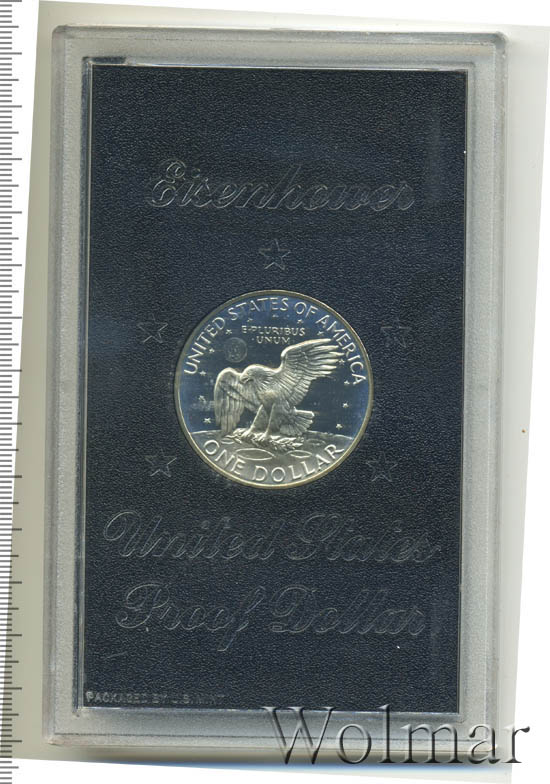 Eisenhower
UNITED STATES OF AMERICA
E·PLURIBUS
UNUM
ONE DOLLAR
United States
Proof Dollar
PACKAGED BY U.S. MINT
Wolmar